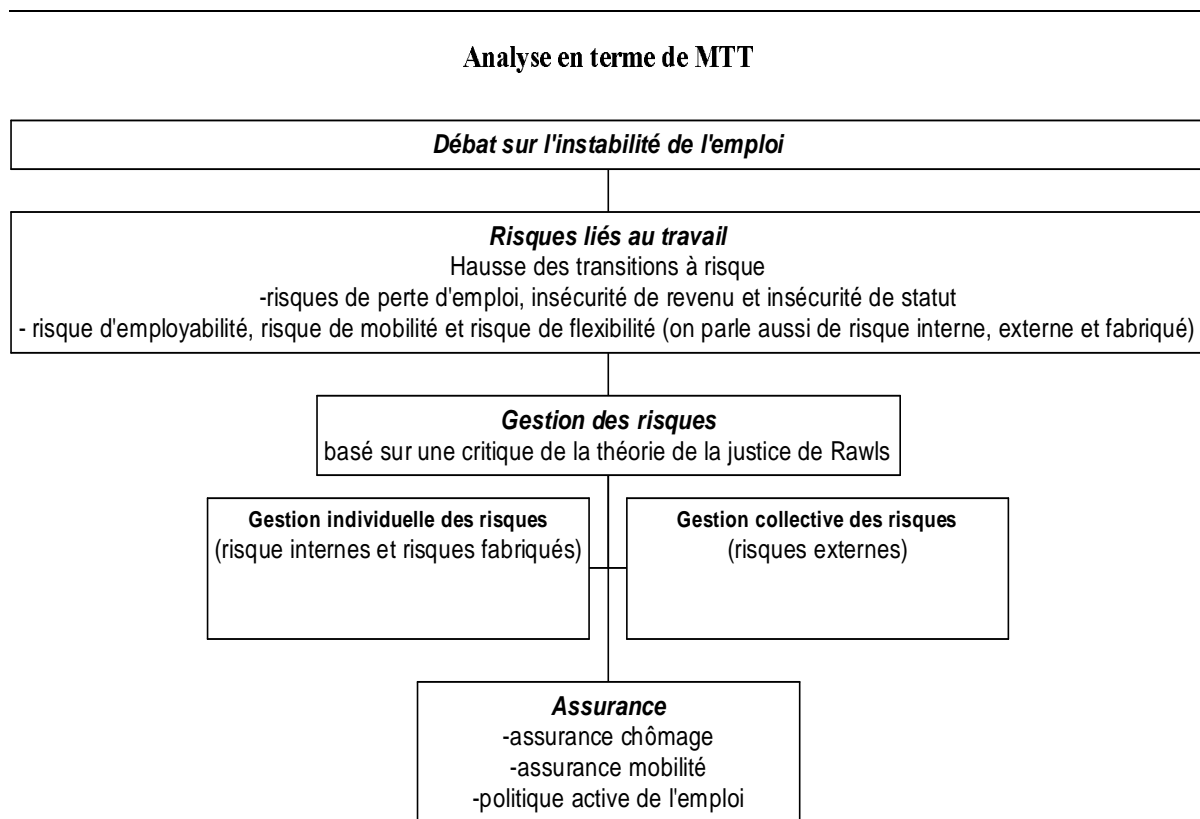 Analyse en terme de MTT
Débat sur l'instabilité de l'emploi
Risques liés au travail
Hausse des transitions à risque
-risques de perte d'emploi, insécurité de revenu et insécurité de statut
- risque d'employabilité, risque de mobilité et risque de flexibilité (on parle aussi de risque interne, externe et fabriqué)
Gestion des risques
basé sur une critique de la théorie de la justice de Rawls
Gestion individuelle des risques
(risque internes et risques fabriqués)
Gestion collective des risques
(risques externes)
Assurance
-assurance chômage
-assurance mobilité
-politique active de l'emploi